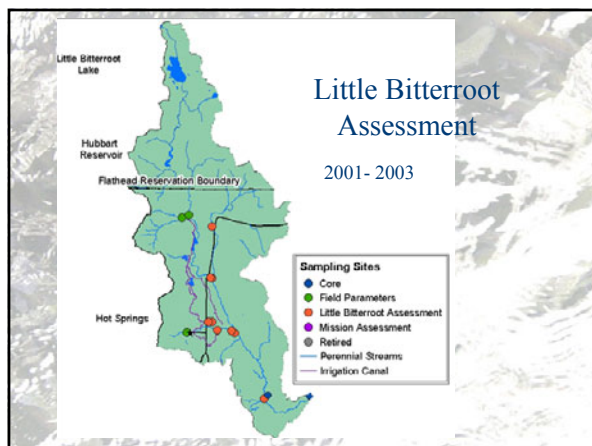 Little Bitterroot
Lake
Little Bitterroot
Assessment
2001- 2003
Hubbart
Reservoir
Flathead Reservation Boundary
Hot Springs
Sampling Sites
Core
Field Parameters
Little Bitterroot Assessment
Mission Assessment
Retired
Perennial Streams
Irrigation Canal